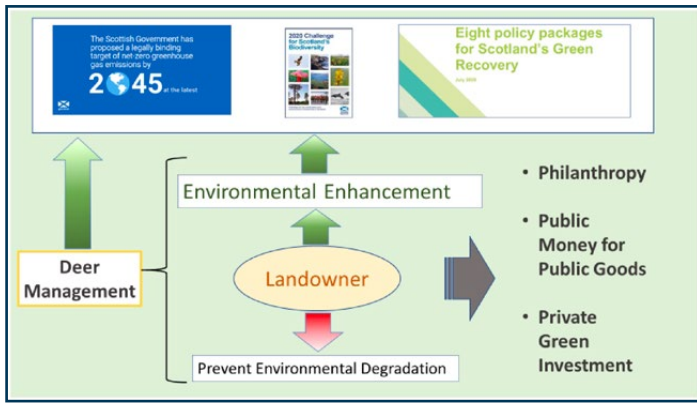 The Scottish Government has
proposed a legally binding
target of net-zero greenhouse
gas emissions by
2045 at the latest
2020 Challenge
for Scotland's
Biodiversity
Eight policy packages
for Scotland's Green
Recovery
July 2020
Environmental Enhancement
Deer
Management
Landowner
Prevent Environmental Degradation
• Philanthropy
• Public
Money for
Public Goods
• Private
Green
Investment